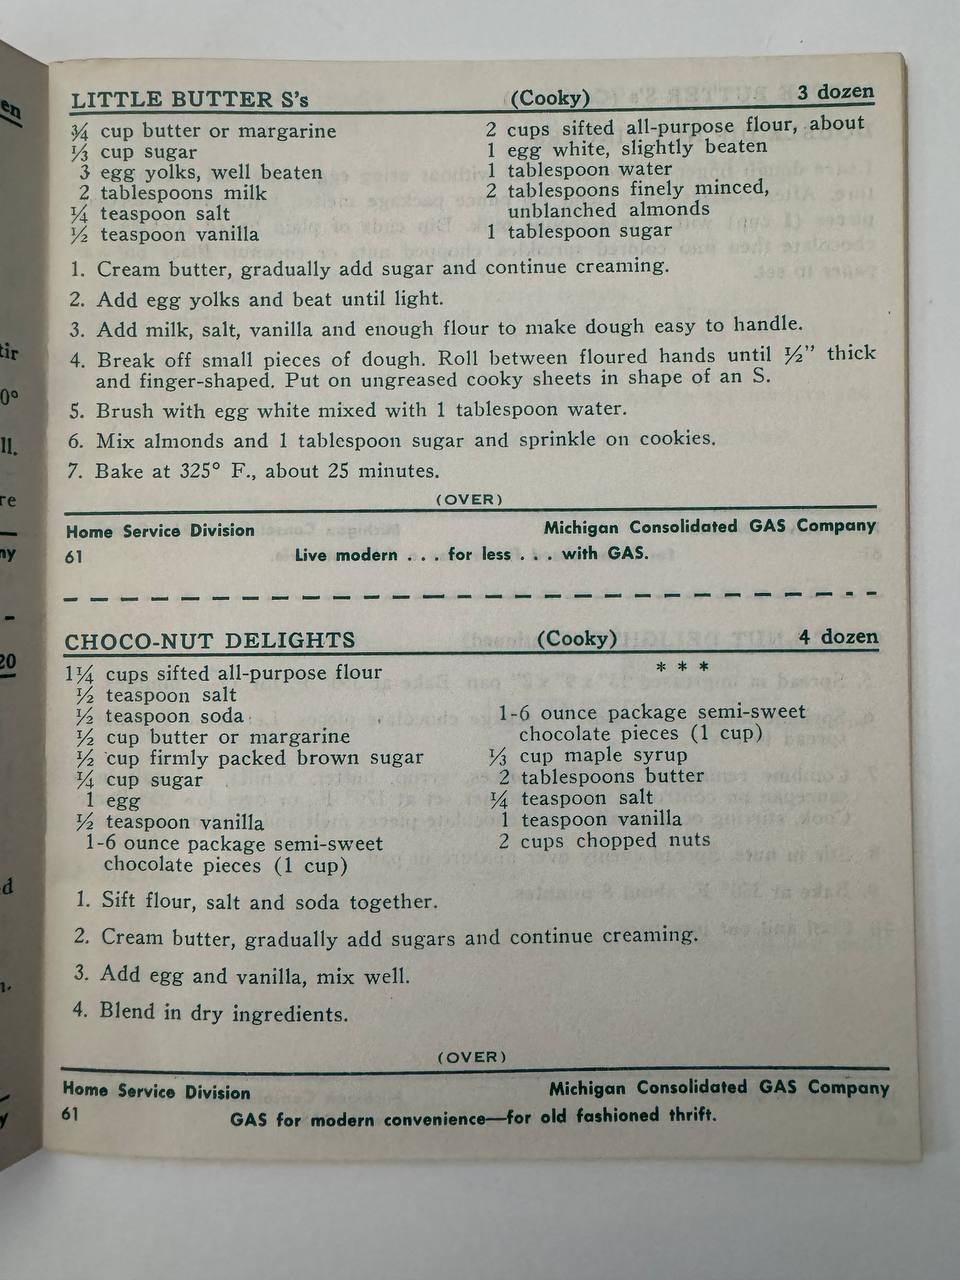 LITTLE BUTTER S's (Cooky) 3 dozen
¾ cup butter or margarine
⅓ cup sugar
3 egg yolks, well beaten
2 tablespoons milk
¼ teaspoon salt
½ teaspoon vanilla
2 cups sifted all-purpose flour, about
1 egg white, slightly beaten
1 tablespoon water
2 tablespoons finely minced,
unblanched almonds
1 tablespoon sugar
1. Cream butter, gradually add sugar and continue creaming.
2. Add egg yolks and beat until light.
3. Add milk, salt, vanilla and enough flour to make dough easy to handle.
4. Break off small pieces of dough. Roll between floured hands until ½” thick
and finger-shaped. Put on ungreased cooky sheets in shape of an S.
5. Brush with egg white mixed with 1 tablespoon water.
6. Mix almonds and 1 tablespoon sugar and sprinkle on cookies.
7. Bake at 325° F., about 25 minutes.
(OVER)
Home Service Division Michigan Consolidated GAS Company
61 Live modern . . . for less . . . with GAS.
CHOCO-NUT DELIGHTS (Cooky) 4 dozen
1¼ cups sifted all-purpose flour
½ teaspoon salt
½ teaspoon soda
½ cup butter or margarine
½ cup firmly packed brown sugar
¼ cup sugar
1 egg
½ teaspoon vanilla
1-6 ounce package semi-sweet
chocolate pieces (1 cup)
* * *
1-6 ounce package semi-sweet
chocolate pieces (1 cup)
⅓ cup maple syrup
2 tablespoons butter
¼ teaspoon salt
1 teaspoon vanilla
2 cups chopped nuts
1. Sift flour, salt and soda together.
2. Cream butter, gradually add sugars and continue creaming.
3. Add egg and vanilla, mix well.
4. Blend in dry ingredients.
(OVER)
Home Service Division Michigan Consolidated GAS Company
61 GAS for modern convenience—for old fashioned thrift.